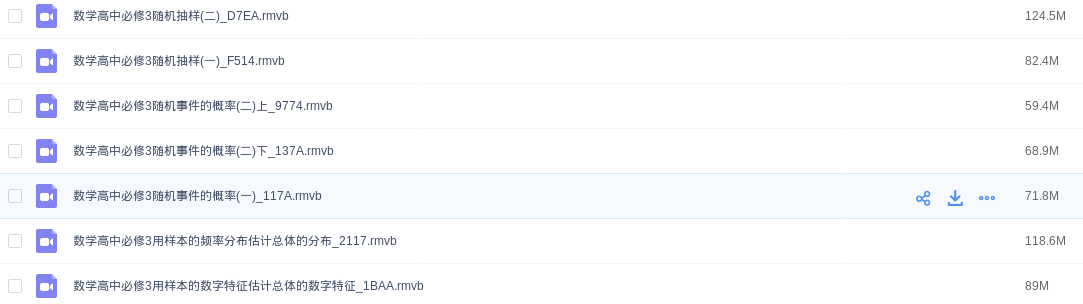 数学高中必修3随机抽样(二)_D7EA.rmvb 124.5M
数学高中必修3随机抽样(一)_F514.rmvb 82.4M
数学高中必修3随机事件的概率(二)上_9774.rmvb 59.4M
数学高中必修3随机事件的概率(二)下_137A.rmvb 68.9M
数学高中必修3随机事件的概率(一)_117A.rmvb 71.8M
数学高中必修3用样本的频率分布估计总体的分布_2117.rmvb 118.6M
数学高中必修3用样本的数字特征估计总体的数字特征_1BAA.rmvb 89M